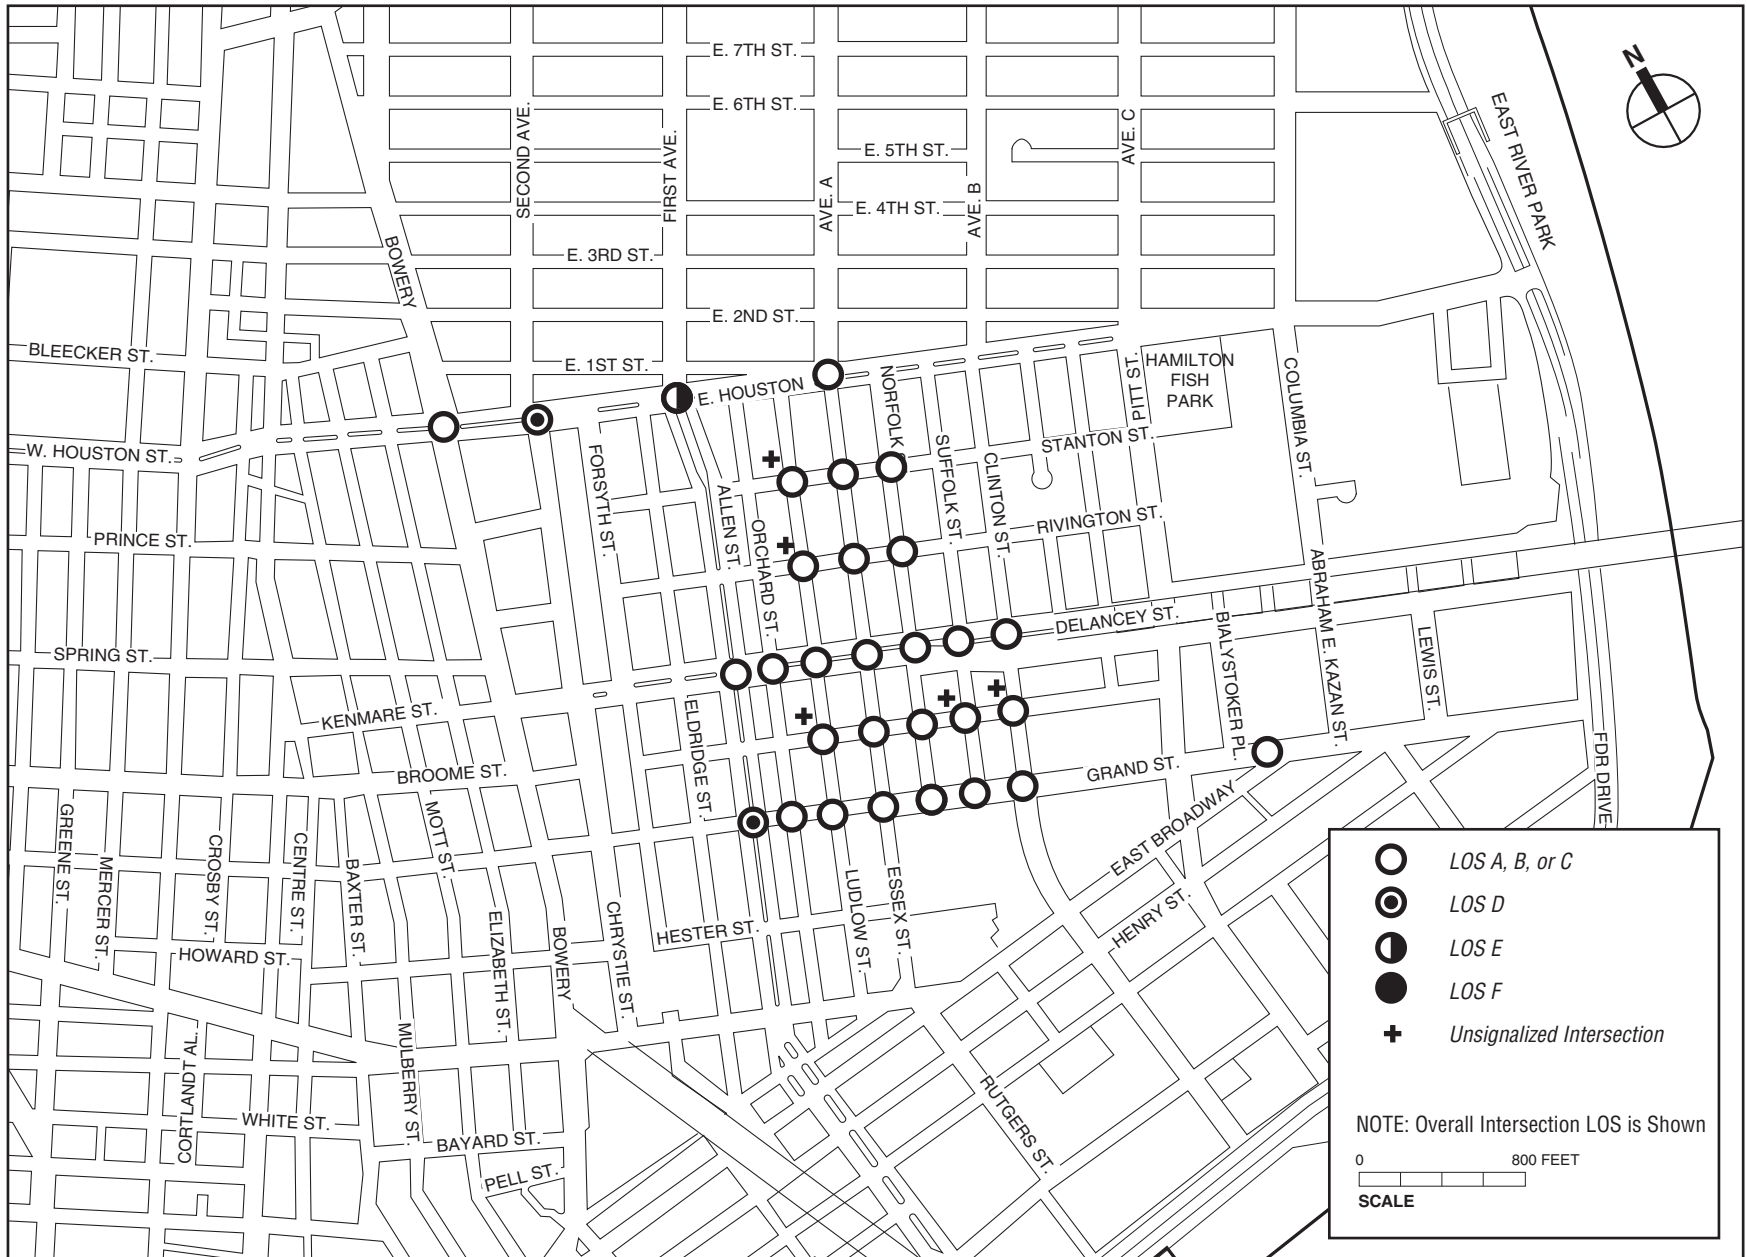 N
E. 7TH ST.
E. 6TH ST.
EAST RIVER PARK
SECOND AVE.
FIRST AVE.
AVE. C
E. 5TH ST.
AVE. A
AVE. B
E. 4TH ST.
BOWERY
E. 3RD ST.
E. 2ND ST.
BLEECKER ST.
E. 1ST ST.
E. HOUSTON
NORFOLK
PITT ST.
HAMILTON
FISH
PARK
COLUMBIA ST.
W. HOUSTON ST.
FORSYTH ST.
SUFFOLK ST.
CLINTON ST.
STANTON ST.
ALLEN ST.
ORCHARD ST.
RIVINGTON ST.
PRINCE ST.
ABRAHAM E. KAZAN ST.
DELANCEY ST.
BIALYSTOKER PL.
LEWIS ST.
SPRING ST.
KENMARE ST.
ELDRIDGE ST.
FDR DRIVE
BROOME ST.
GRAND ST.
GREENE ST.
MERCER ST.
CROSBY ST.
CENTRE ST.
BAXTER ST.
MOTT ST.
EAST BROADWAY
LUDLOW ST.
ESSEX ST.
HENRY ST.
ELIZABETH ST.
BOWERY
CHRYSTIE ST.
HESTER ST.
HOWARD ST.
CORTLANDT AL.
MULBERRY ST.
RUTGERS ST.
WHITE ST.
BAYARD ST.
PELL ST.
LOS A, B, or C
LOS D
LOS E
LOS F
Unsignalized Intersection
NOTE: Overall Intersection LOS is Shown
0 800 FEET
SCALE